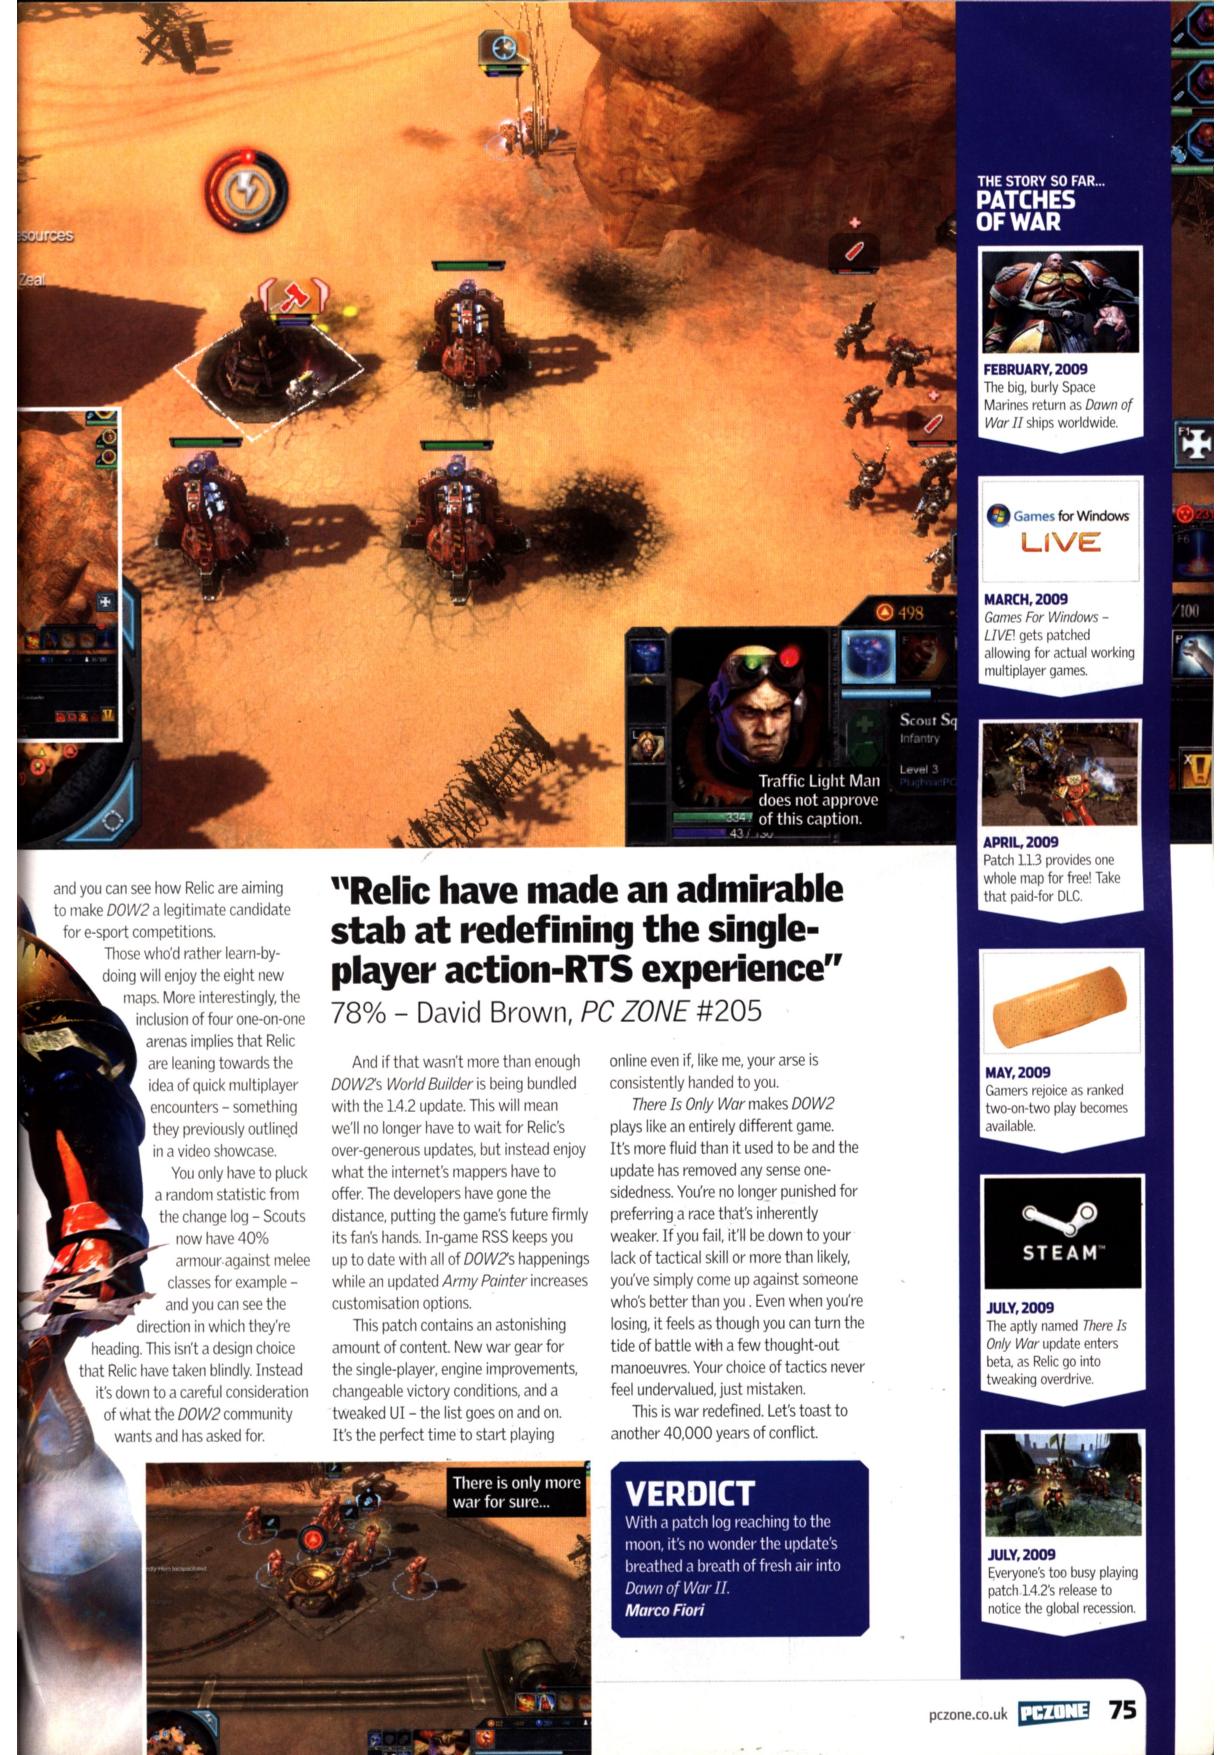 esources
Zeal
498
Scout Sq
Infantry
Level 3
334
Traffic Light Man
does not approve
of this caption.
and you can see how Relic are aiming
to make DOW2 a legitimate candidate
for e-sport competitions.
Those who'd rather learn-by-
doing will enjoy the eight new
maps. More interestingly, the
inclusion of four one-on-one
arenas implies that Relic
are leaning towards the
idea of quick multiplayer
encounters – something
they previously outlined
in a video showcase.
You only have to pluck
a random statistic from
the change log – Scouts
now have 40%
armour against melee
classes for example –
and you can see the
direction in which they're
heading. This isn't a design choice
that Relic have taken blindly. Instead
it's down to a careful consideration
of what the DOW2 community
wants and has asked for.
"Relic have made an admirable
stab at redefining the single-
player action-RTS experience"
78% – David Brown, PC ZONE #205
And if that wasn't more than enough
DOW2's World Builder is being bundled
with the 1.4.2 update. This will mean
we'll no longer have to wait for Relic's
over-generous updates, but instead enjoy
what the internet's mappers have to
offer. The developers have gone the
distance, putting the game's future firmly
its fan's hands. In-game RSS keeps you
up to date with all of DOW2's happenings
while an updated Army Painter increases
customisation options.
This patch contains an astonishing
amount of content. New war gear for
the single-player, engine improvements,
changeable victory conditions, and a
tweaked UI – the list goes on and on.
It's the perfect time to start playing
online even if, like me, your arse is
consistently handed to you.
There Is Only War makes DOW2
plays like an entirely different game.
It's more fluid than it used to be and the
update has removed any sense one-
sidedness. You're no longer punished for
preferring a race that's inherently
weaker. If you fail, it'll be down to your
lack of tactical skill or more than likely,
you've simply come up against someone
who's better than you . Even when you're
losing, it feels as though you can turn the
tide of battle with a few thought-out
manoeuvres. Your choice of tactics never
feel undervalued, just mistaken.
This is war redefined. Let's toast to
another 40,000 years of conflict.
There is only more
war for sure...
VERDICT
With a patch log reaching to the
moon, it's no wonder the update's
breathed a breath of fresh air into
Dawn of War II.
Marco Fiori
THE STORY SO FAR...
PATCHES
OF WAR
FEBRUARY, 2009
The big, burly Space
Marines return as Dawn of
War II ships worldwide.
Games for Windows
LIVE
MARCH, 2009
Games For Windows –
LIVE! gets patched
allowing for actual working
multiplayer games.
APRIL, 2009
Patch 1.1.3 provides one
whole map for free! Take
that paid-for DLC.
MAY, 2009
Gamers rejoice as ranked
two-on-two play becomes
available.
STEAM™
JULY, 2009
The aptly named There Is
Only War update enters
beta, as Relic go into
tweaking overdrive.
JULY, 2009
Everyone's too busy playing
patch 1.4.2's release to
notice the global recession.
F1
231
F6
/100
pczone.co.uk PCZONE 75